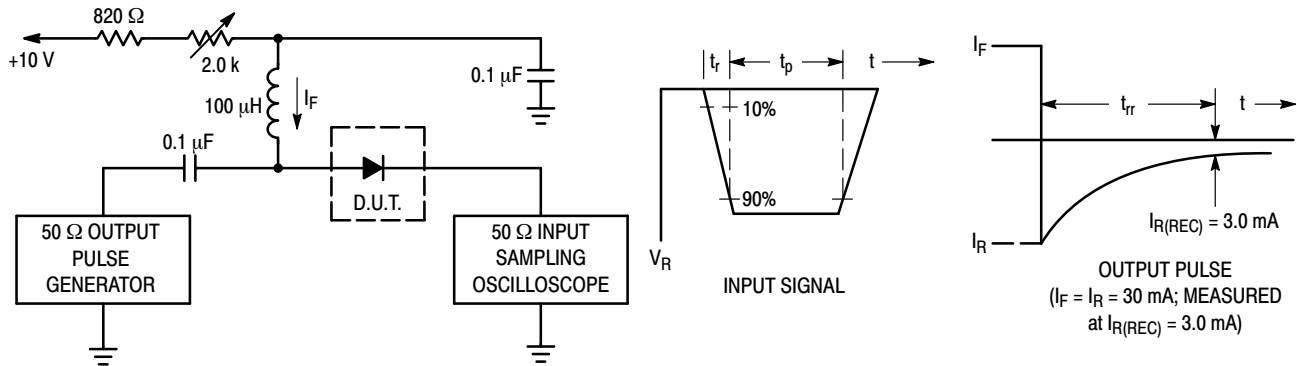 820 Ω
+10 V
2.0 k
100 µH
I_F
0.1 µF
0.1 µF
D.U.T.
50 Ω OUTPUT
PULSE
GENERATOR
50 Ω INPUT
SAMPLING
OSCILLOSCOPE
t_r
t_p
t
10%
90%
V_R
INPUT SIGNAL
I_F
t_rr
t
I_R
I_R(REC) = 3.0 mA
OUTPUT PULSE
(I_F = I_R = 30 mA; MEASURED
at I_R(REC) = 3.0 mA)